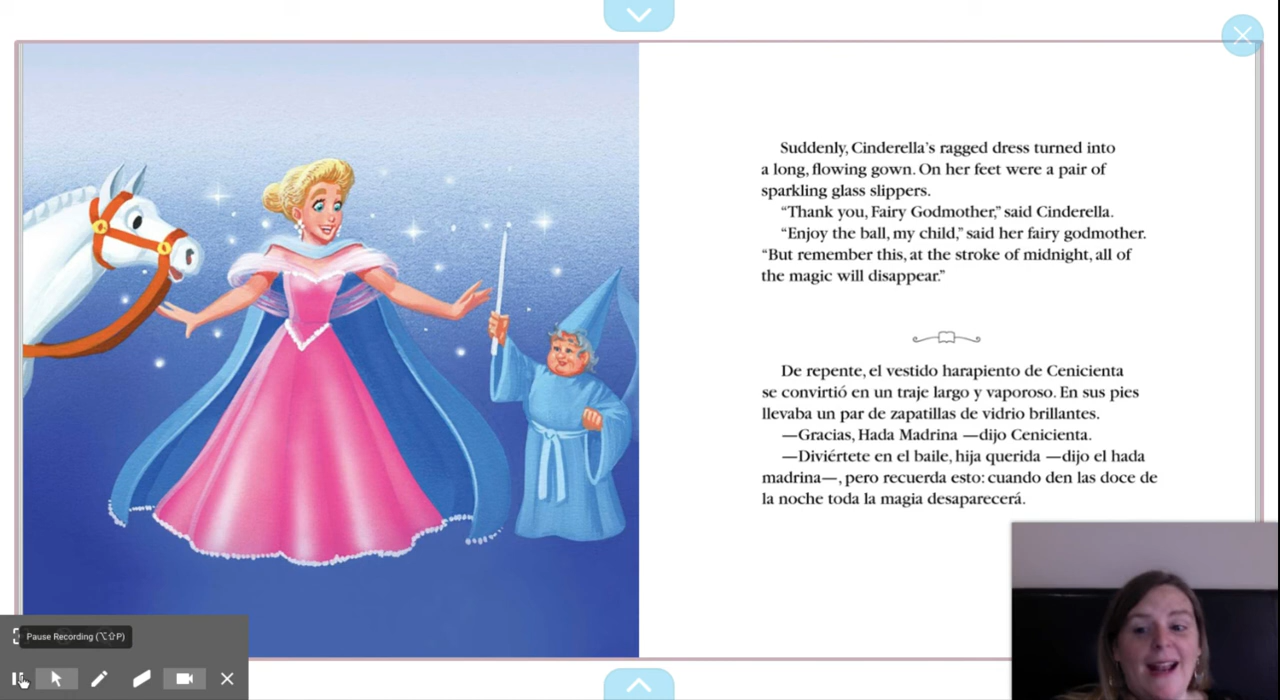 Suddenly, Cinderella's ragged dress turned into
a long, flowing gown. On her feet were a pair of
sparkling glass slippers.
"Thank you, Fairy Godmother," said Cinderella.
"Enjoy the ball, my child," said her fairy godmother.
"But remember this, at the stroke of midnight, all of
the magic will disappear."
De repente, el vestido harapiento de Cenicienta
se convirtió en un traje largo y vaporoso. En sus pies
llevaba un par de zapatillas de vidrio brillantes.
—Gracias, Hada Madrina —dijo Cenicienta.
—Diviértete en el baile, hija querida —dijo el hada
madrina—, pero recuerda esto: cuando den las doce de
la noche toda la magia desaparecerá.
Pause Recording (⌥⇧P)